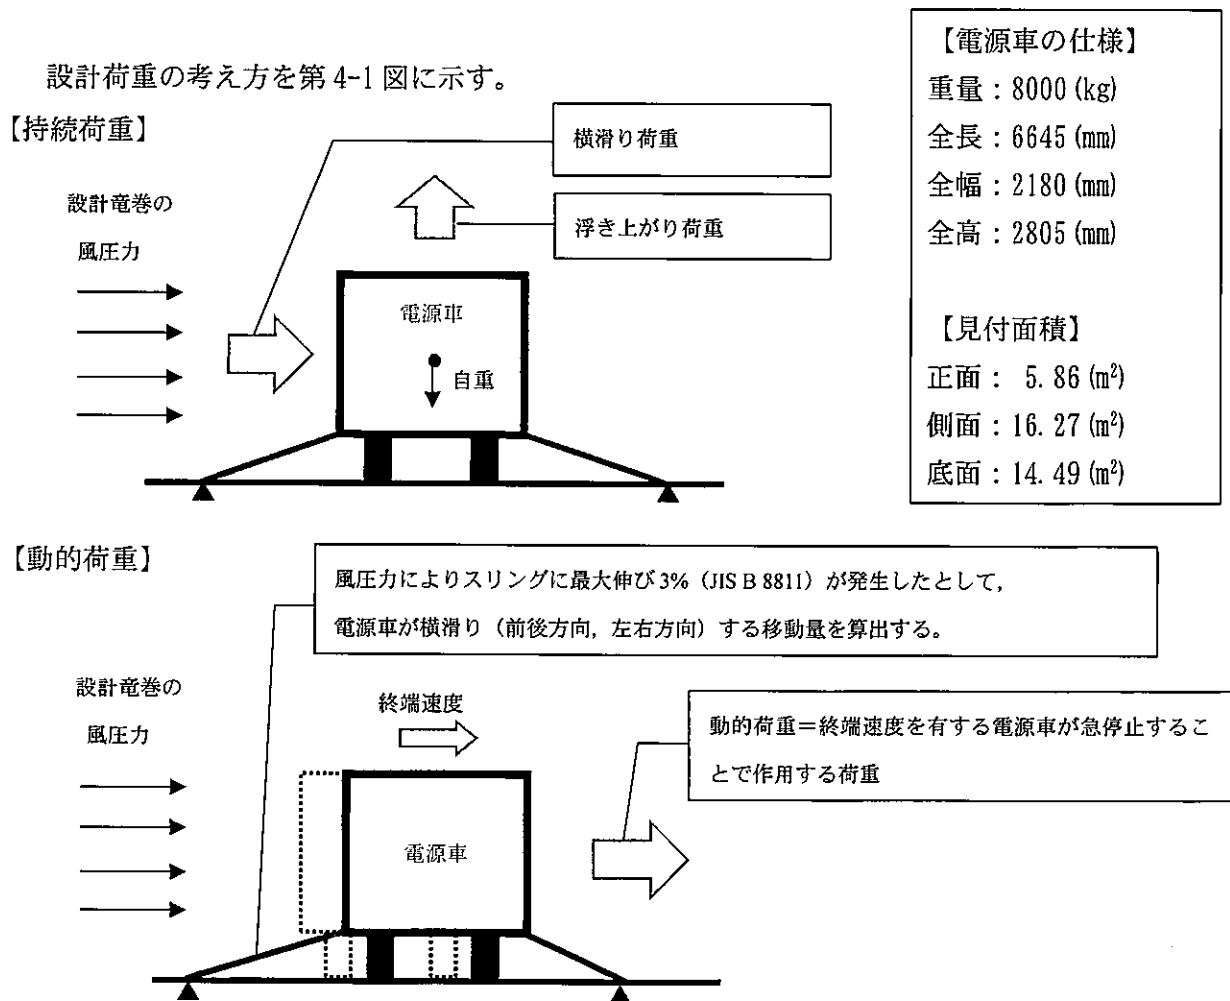 設計荷重の考え方を第 4-1 図に示す。
【持続荷重】
設計竜巻の
風圧力
横滑り荷重
浮き上がり荷重
電源車
自重
【電源車の仕様】
重量：8000(kg)
全長：6645(mm)
全幅：2180(mm)
全高：2805(mm)
【見付面積】
正面： 5.86(m²)
側面：16.27(m²)
底面：14.49(m²)
【動的荷重】
風圧力によりスリングに最大伸び 3%（JIS B 8811）が発生したとして，
電源車が横滑り（前後方向，左右方向）する移動量を算出する。
設計竜巻の
風圧力
終端速度
動的荷重＝終端速度を有する電源車が急停止するこ
とで作用する荷重
電源車